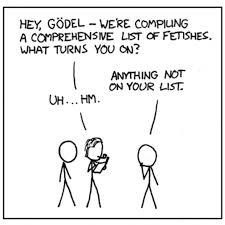 HEY, GÖDEL – WE'RE COMPILING
A COMPREHENSIVE LIST OF FETISHES.
WHAT TURNS YOU ON?
ANYTHING NOT
ON YOUR LIST.
UH...HM.